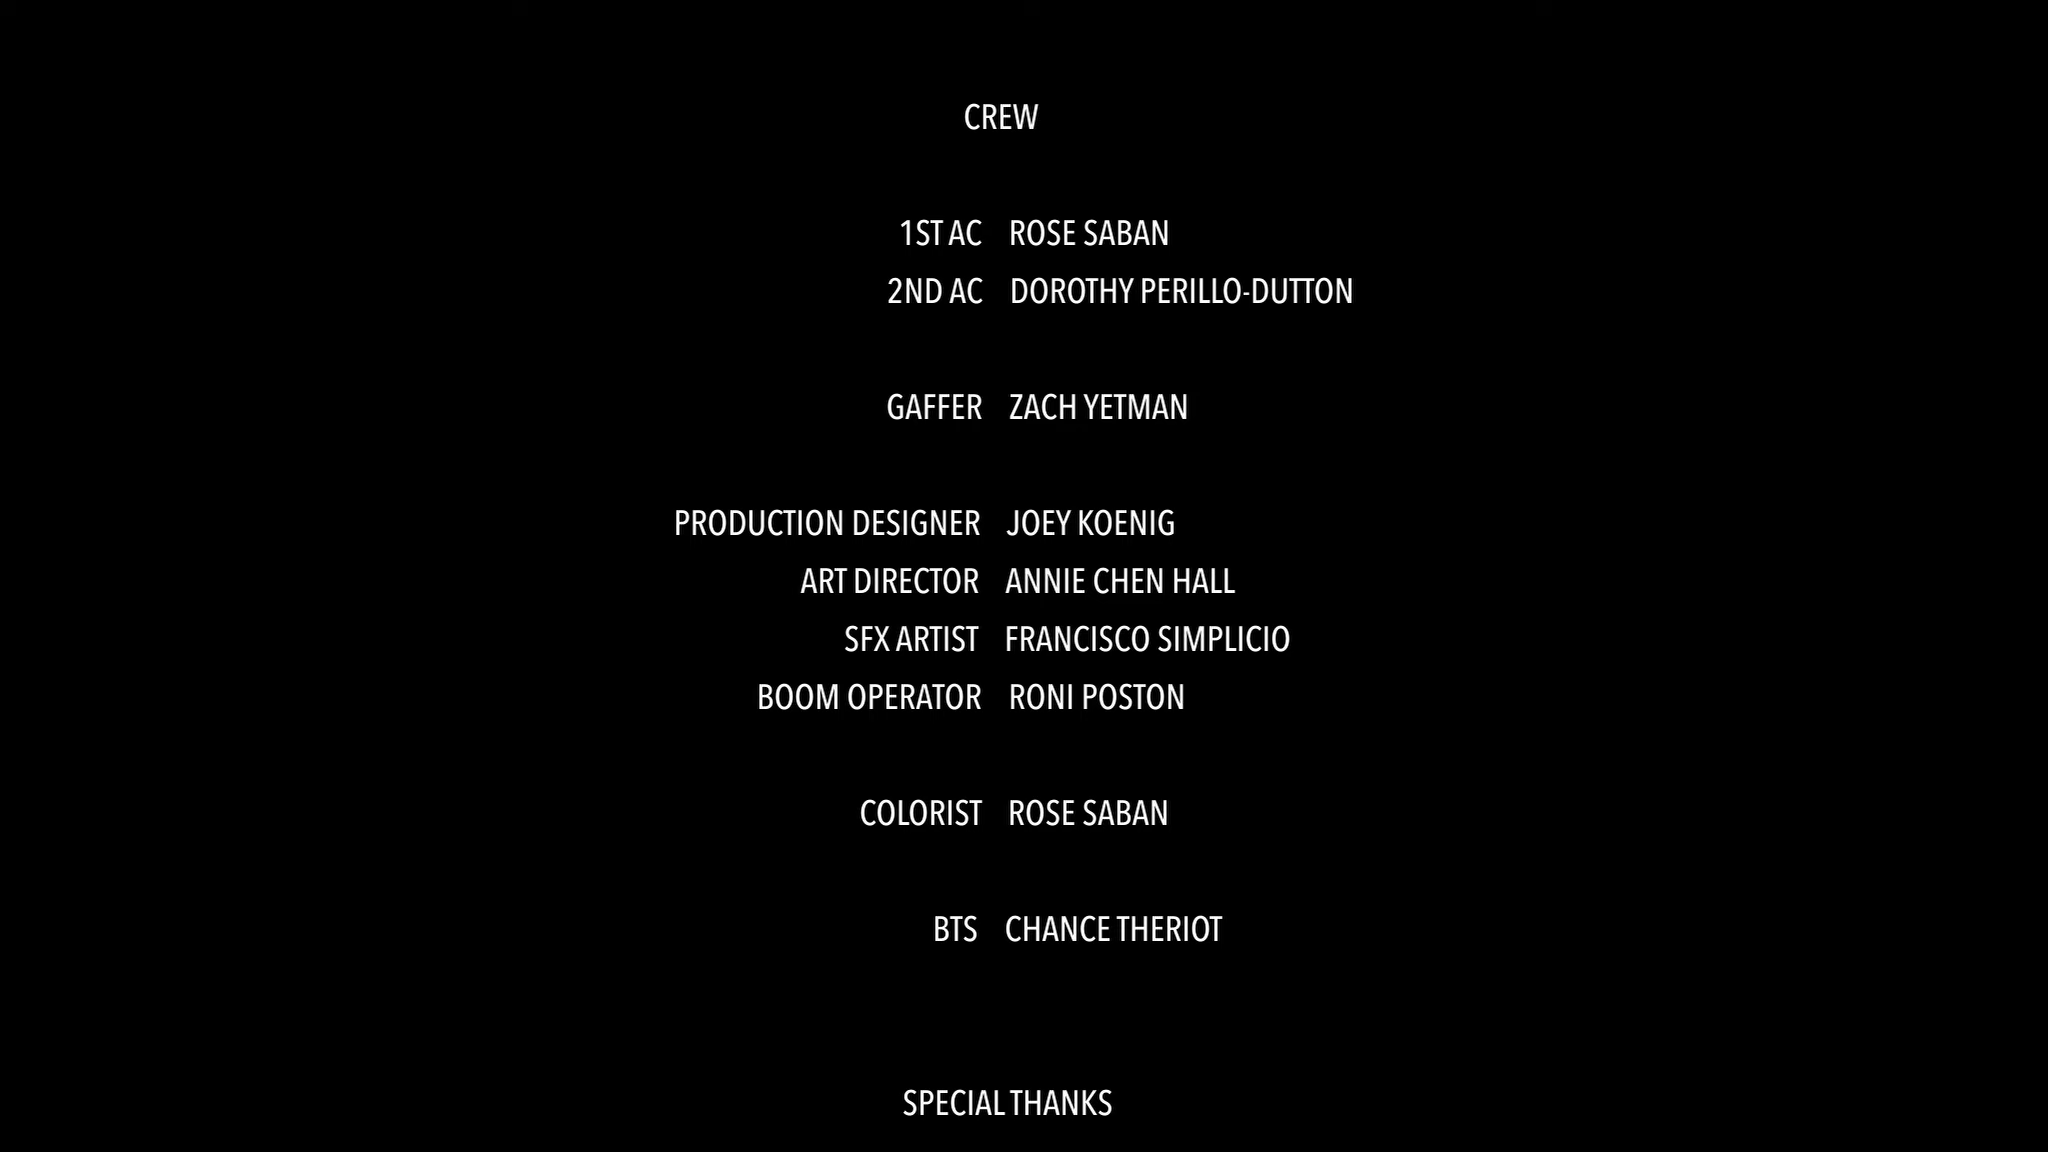 CREW
1ST AC ROSE SABAN
2ND AC DOROTHY PERILLO-DUTTON
GAFFER ZACH YETMAN
PRODUCTION DESIGNER JOEY KOENIG
ART DIRECTOR ANNIE CHEN HALL
SFX ARTIST FRANCISCO SIMPLICIO
BOOM OPERATOR RONI POSTON
COLORIST ROSE SABAN
BTS CHANCE THERIOT
SPECIAL THANKS